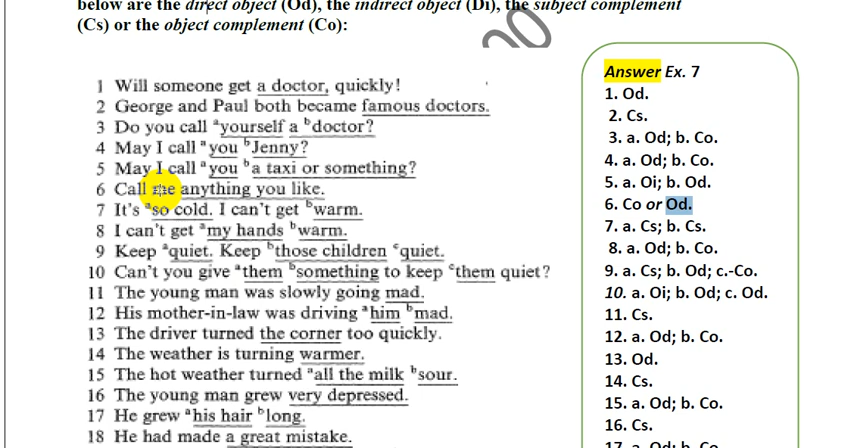 below are the direct object (Od), the indirect object (Di), the subject complement
(Cs) or the object complement (Co):
1 Will someone get a doctor, quickly!
2 George and Paul both became famous doctors.
3 Do you call ᵃyourself a ᵇdoctor?
4 May I call ᵃyou ᵇJenny?
5 May I call ᵃyou ᵇa taxi or something?
6 Call me anything you like.
7 It's ᵃso cold. I can't get ᵇwarm.
8 I can't get ᵃmy hands ᵇwarm.
9 Keep ᵃquiet. Keep ᵇthose children ᶜquiet.
10 Can't you give ᵃthem ᵇsomething to keep ᶜthem quiet?
11 The young man was slowly going mad.
12 His mother-in-law was driving ᵃhim ᵇmad.
13 The driver turned the corner too quickly.
14 The weather is turning warmer.
15 The hot weather turned ᵃall the milk ᵇsour.
16 The young man grew very depressed.
17 He grew ᵃhis hair ᵇlong.
18 He had made a great mistake.
Answer Ex. 7
1. Od.
2. Cs.
3. a. Od; b. Co.
4. a. Od; b. Co.
5. a. Oi; b. Od.
6. Co or Od.
7. a. Cs; b. Cs.
8. a. Od; b. Co.
9. a. Cs; b. Od; c.-Co.
10. a. Oi; b. Od; c. Od.
11. Cs.
12. a. Od; b. Co.
13. Od.
14. Cs.
15. a. Od; b. Co.
16. Cs.
17. a. Od; b. Co.